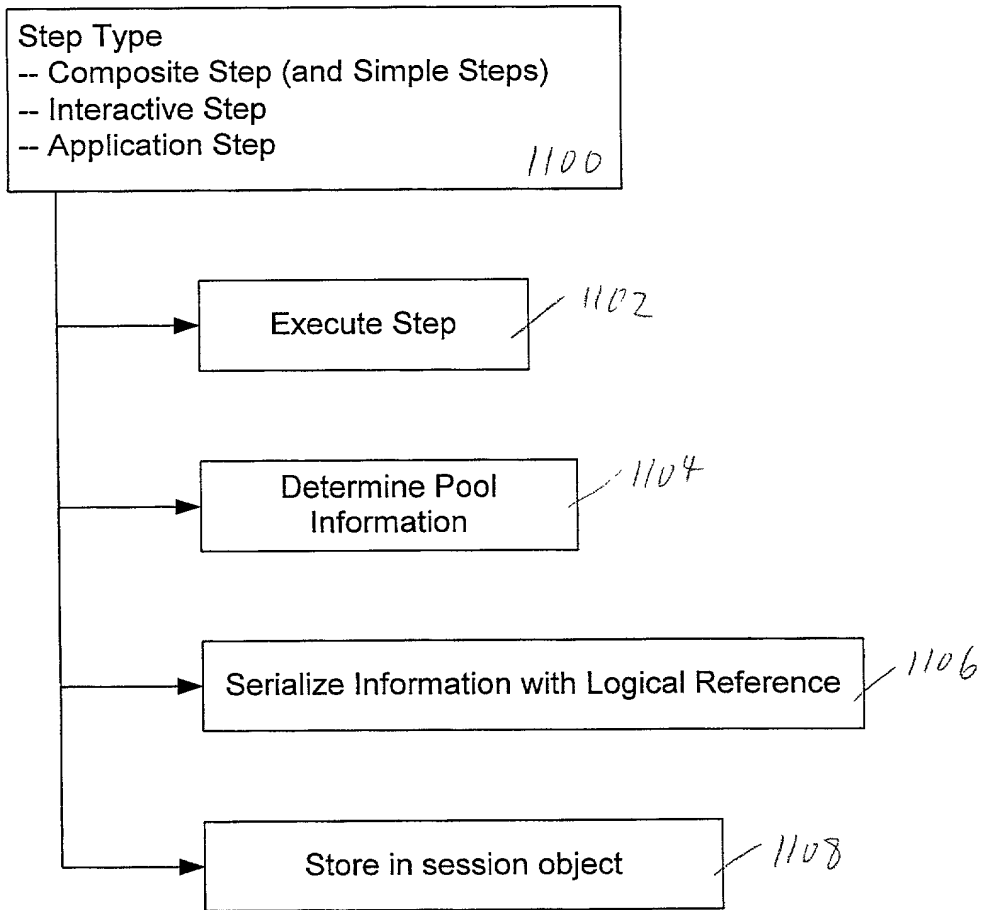 Step Type
-- Composite Step (and Simple Steps)
-- Interactive Step
-- Application Step
1100
Execute Step
1102
Determine Pool
Information
1104
Serialize Information with Logical Reference
1106
Store in session object
1108